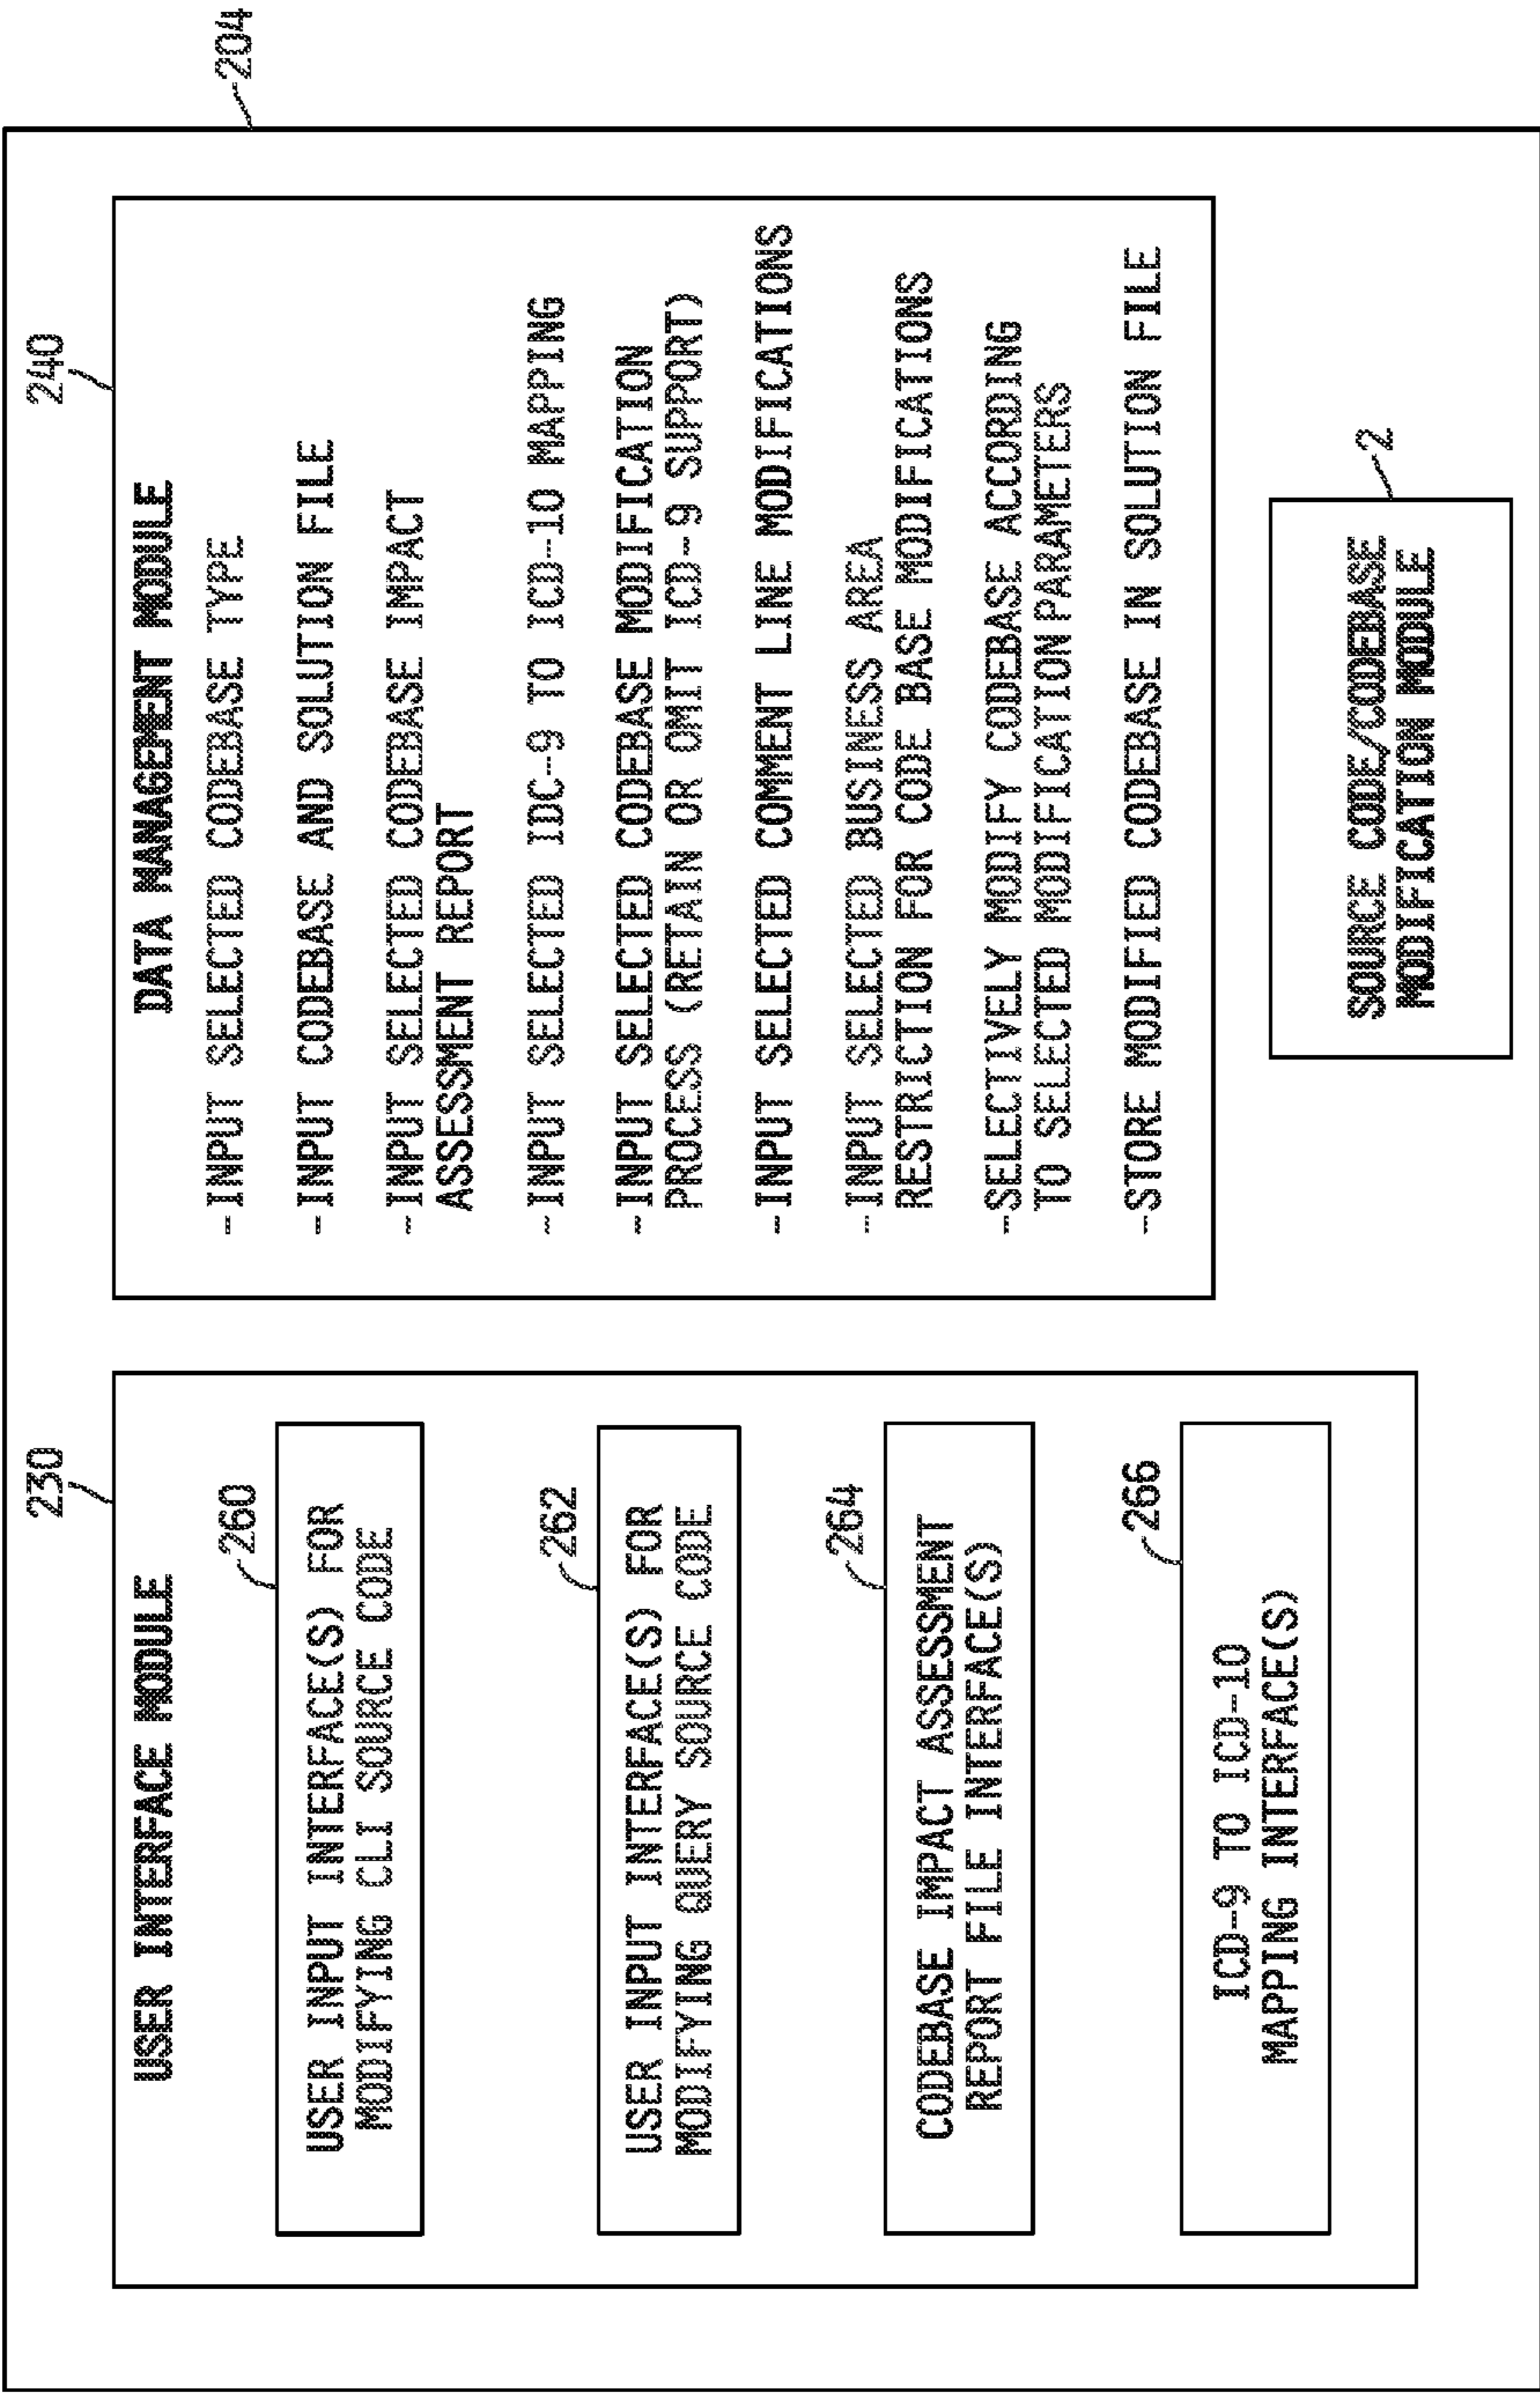 204
230
USER INTERFACE MODULE
260
USER INPUT INTERFACE(S) FOR
MODIFYING CLI SOURCE CODE
262
USER INPUT INTERFACE(S) FOR
MODIFYING QUERY SOURCE CODE
264
CODEBASE IMPACT ASSESSMENT
REPORT FILE INTERFACE(S)
266
ICD-9 TO ICD-10
MAPPING INTERFACE(S)
240
DATA MANAGEMENT MODULE
-INPUT SELECTED CODEBASE TYPE
-INPUT CODEBASE AND SOLUTION FILE
-INPUT SELECTED CODEBASE IMPACT
ASSESSMENT REPORT
-INPUT SELECTED IDC-9 TO ICD-10 MAPPING
-INPUT SELECTED CODEBASE MODIFICATION
PROCESS (RETAIN OR OMIT ICD-9 SUPPORT)
-INPUT SELECTED COMMENT LINE MODIFICATIONS
-INPUT SELECTED BUSINESS AREA
RESTRICTION FOR CODE BASE MODIFICATIONS
-SELECTIVELY MODIFY CODEBASE ACCORDING
TO SELECTED MODIFICATION PARAMETERS
-STORE MODIFIED CODEBASE IN SOLUTION FILE
2
SOURCE CODE/CODEBASE
MODIFICATION MODULE